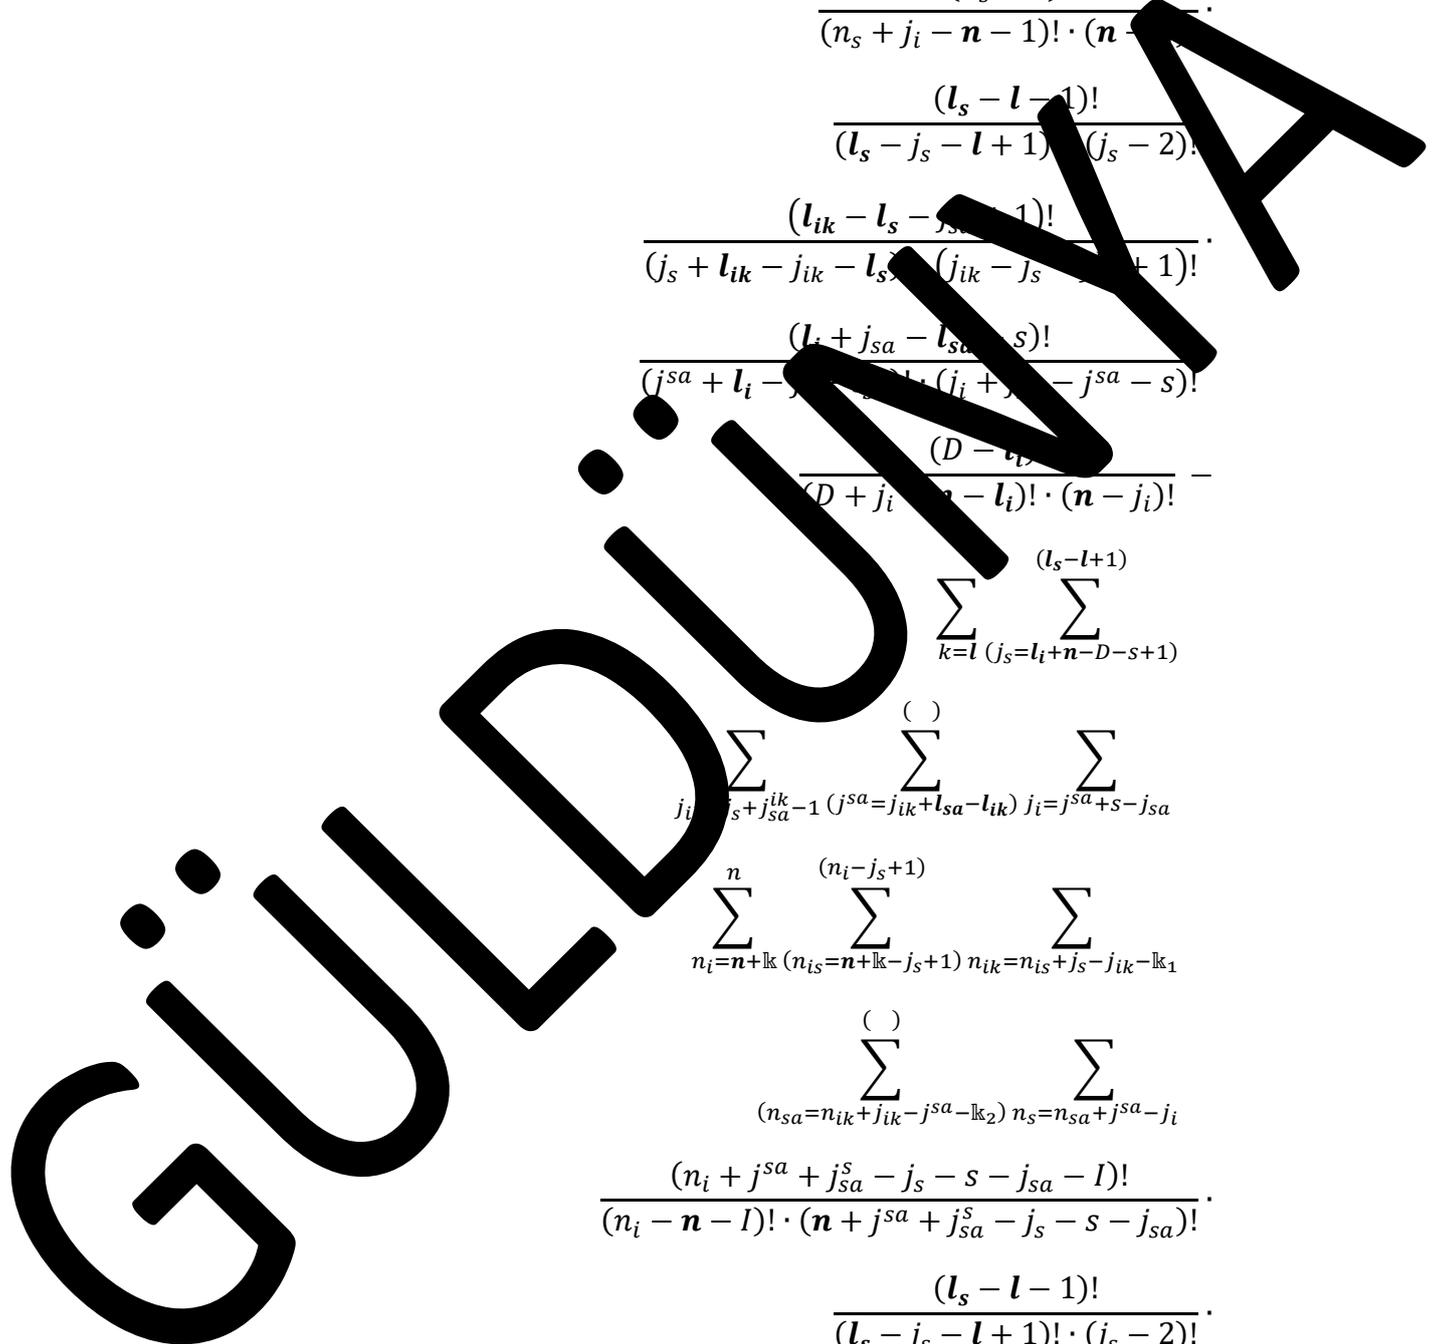 (n_s + j_i − n − 1)! · (n −
(l_s − l − 1)!
(l_s − j_s − l + 1) (j_s − 2)!
(l_ik − l_s − 1)! ·
(j_s + l_ik − j_ik − l_s) (j_ik − j_s + 1)!
(l_i + j_sa − l_sa s)!
(j^sa + l_i − · (j_i + − j^sa − s)!
(D − l_i)
(D + j_i n − l_i)! · (n − j_i)! −
(l_s−l+1)
∑ ∑
k=l (j_s=l_i+n−D−s+1)
( )
∑ ∑ ∑
j_s+j_sa^ik−1 (j^sa=j_ik+l_sa−l_ik) j_i=j^sa+s−j_sa
n (n_i−j_s+1)
∑ ∑ ∑
n_i=n+𝕜 (n_is=n+𝕜−j_s+1) n_ik=n_is+j_s−j_ik−𝕜_1
( )
∑ ∑
(n_sa=n_ik+j_ik−j^sa−𝕜_2) n_s=n_sa+j^sa−j_i
(n_i + j^sa + j_sa^s − j_s − s − j_sa − I)!
(n_i − n − I)! · (n + j^sa + j_sa^s − j_s − s − j_sa)! ·
(l_s − l − 1)! ·
(l_s − j_s − l + 1)! · (j_s − 2)!
GÜLDÜNYA